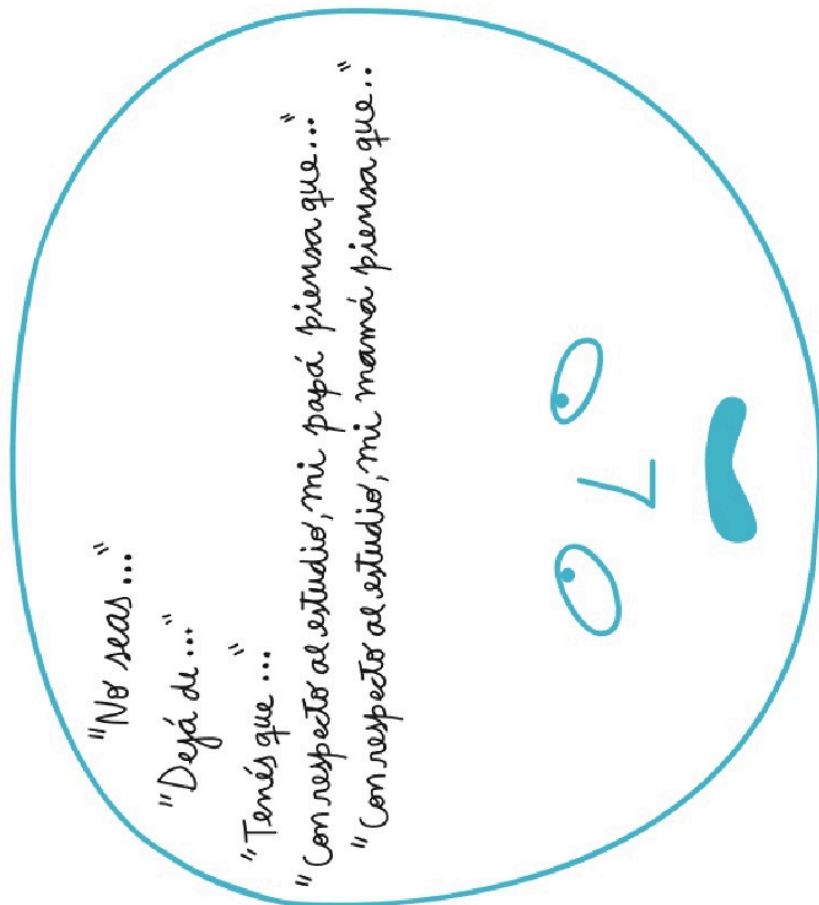 "No seas..."
"Dejá de..."
"Tenés que..."
"Con respecto al estudio, mi papá piensa que..."
"Con respecto al estudio, mi mamá piensa que.."